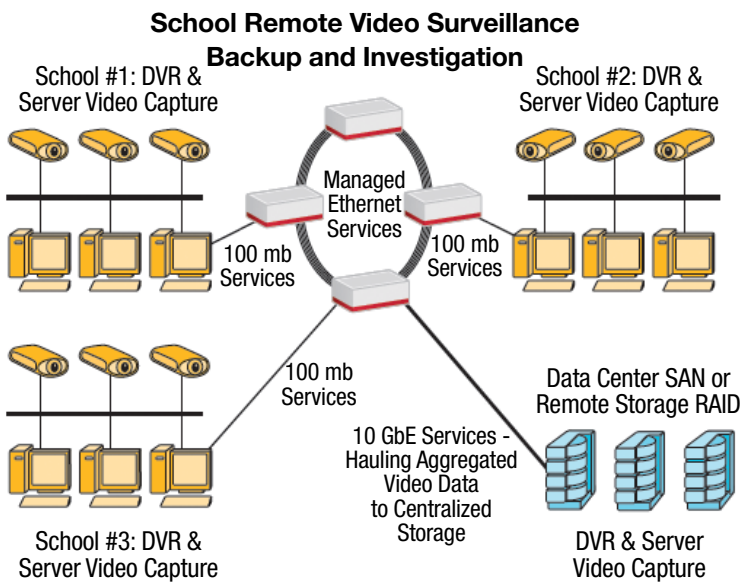 School Remote Video Surveillance
Backup and Investigation
School #1: DVR &
Server Video Capture
School #2: DVR &
Server Video Capture
Managed
Ethernet
Services
100 mb
Services
100 mb
Services
100 mb
Services
Data Center SAN or
Remote Storage RAID
10 GbE Services -
Hauling Aggregated
Video Data
to Centralized
Storage
School #3: DVR &
Server Video Capture
DVR & Server
Video Capture